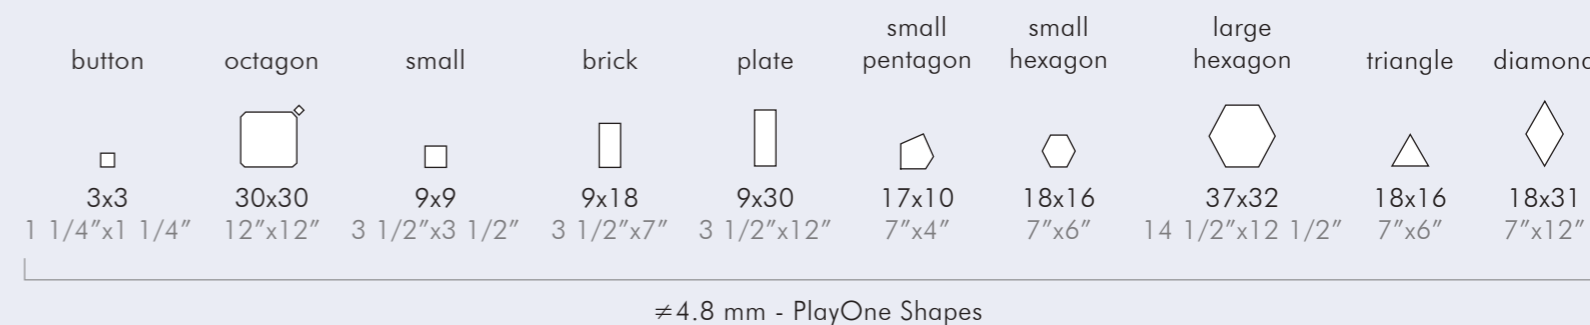 button
octagon
small
brick
plate
small
pentagon
small
hexagon
large
hexagon
triangle
3x3
30x30
9x9
9x18
9x30
17x10
18x16
37x32
18x16
18x31
1 1/4”x1 1/4”
12”x12”
3 1/2”x3 1/2”
3 1/2”x7”
3 1/2”x12”
7”x4”
7”x6”
14 1/2”x12 1/2”
7”x6”
7”x12”
≠4.8 mm - PlayOne Shapes